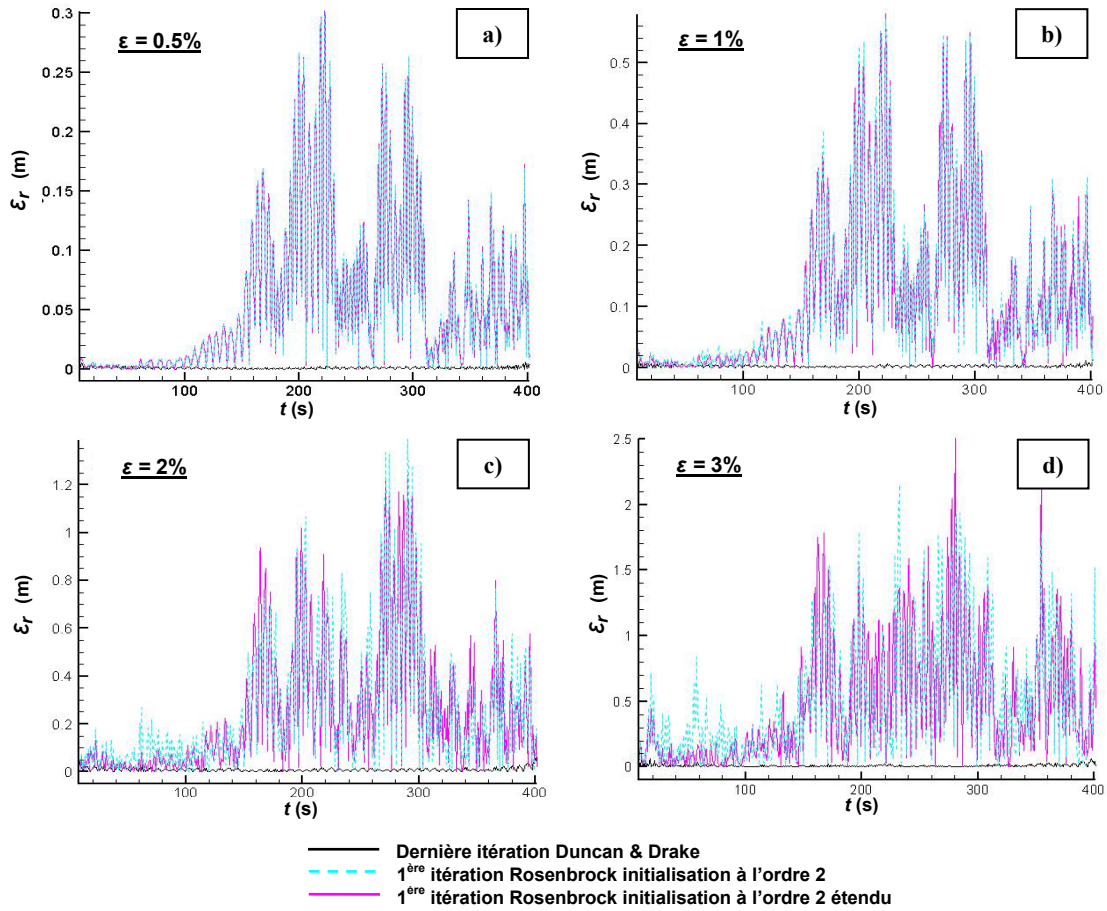 ε = 0.5%
a)
0.3
0.25
0.2
0.15
0.1
0.05
0
εr (m)
100
200
300
400
t (s)
ε = 1%
b)
0.5
0.4
0.3
0.2
0.1
0
εr (m)
100
200
300
400
t (s)
ε = 2%
c)
1.2
1
0.8
0.6
0.4
0.2
0
εr (m)
100
200
300
400
t (s)
ε = 3%
d)
2.5
2
1.5
1
0.5
0
εr (m)
100
200
300
400
t (s)
Dernière itération Duncan & Drake
1ère itération Rosenbrock initialisation à l'ordre 2
1ère itération Rosenbrock initialisation à l'ordre 2 étendu